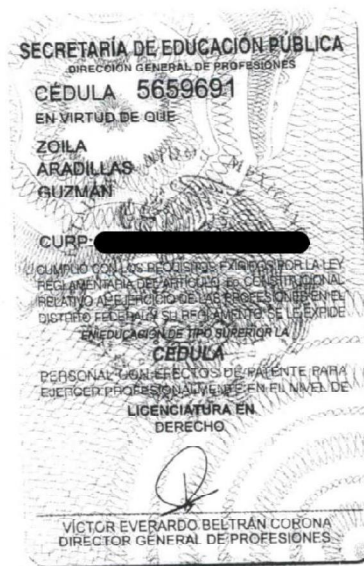 SECRETARÍA DE EDUCACIÓN PÚBLICA
DIRECCIÓN GENERAL DE PROFESIONES
CÉDULA 5659691
EN VIRTUD DE QUE
ZOILA
ARADILLAS
GUZMÁN
CURP:
CUMPLIÓ CON LOS REQUISITOS EXIGIDOS POR LA LEY
REGLAMENTARIA DEL ARTÍCULO 5o. CONSTITUCIONAL
RELATIVO AL EJERCICIO DE LAS PROFESIONES EN EL
DISTRITO FEDERAL Y SU REGLAMENTO SE LE EXPIDE
EN EDUCACIÓN DE TIPO SUPERIOR LA
CÉDULA
PERSONAL CON EFECTOS DE PATENTE PARA
EJERCER PROFESIONALMENTE EN EL NIVEL DE
LICENCIATURA EN
DERECHO
VÍCTOR EVERARDO BELTRÁN CORONA
DIRECTOR GENERAL DE PROFESIONES